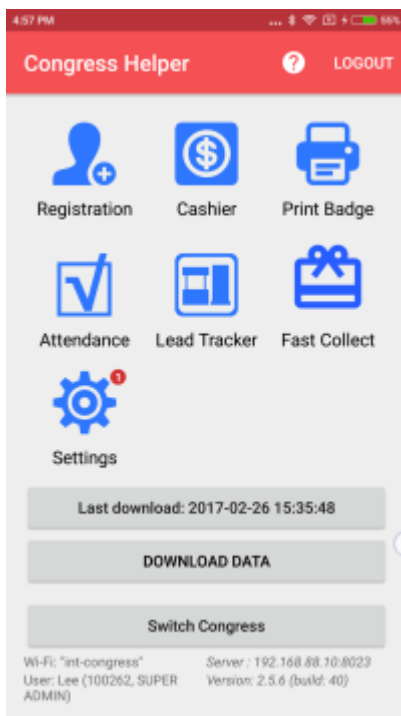 4:57 PM ... 55%
Congress Helper ? LOGOUT
Registration Cashier Print Badge
Attendance Lead Tracker Fast Collect
1
Settings
Last download: 2017-02-26 15:35:48
DOWNLOAD DATA
Switch Congress
Wi-Fi: "int-congress" Server : 192.168.88.10:8023
User: Lee (100262, SUPER Version: 2.5.6 (build: 40)
ADMIN)